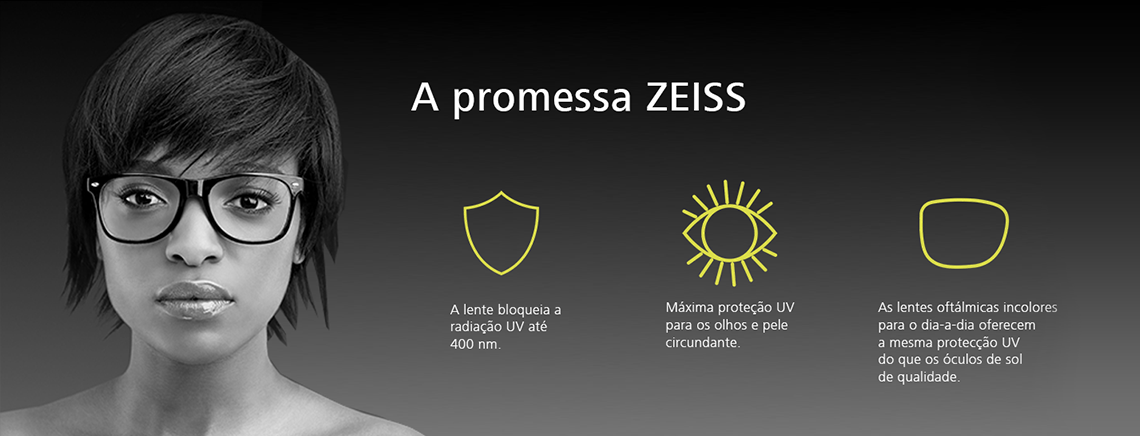 A promessa ZEISS
A lente bloqueia a
radiação UV até
400 nm.
Máxima proteção UV
para os olhos e pele
circundante.
As lentes oftálmicas incolores
para o dia-a-dia oferecem
a mesma protecção UV
do que os óculos de sol
de qualidade.